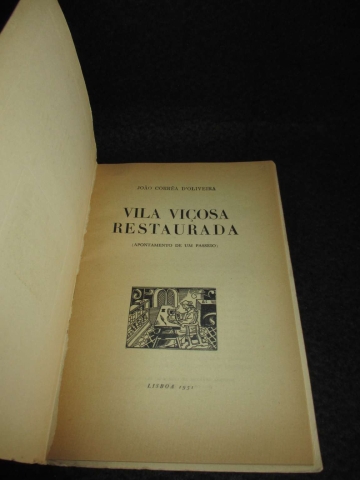 JOÃO CORRÊA D'OLIVEIRA
VILA VIÇOSA
RESTAURADA
(APONTAMENTO DE UM PASSEIO)
LISBOA